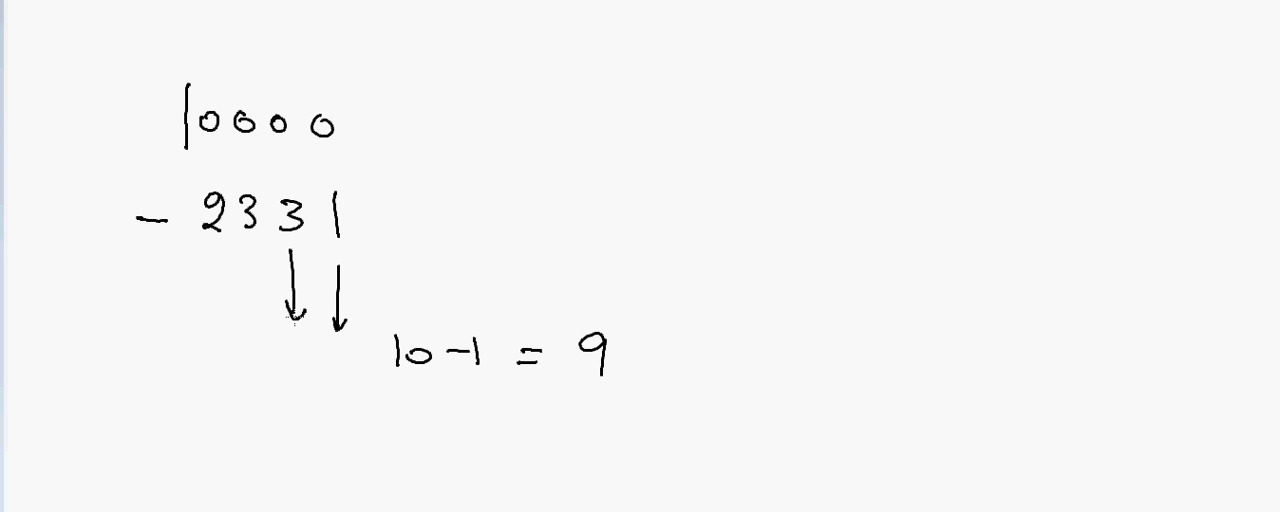 10000
- 2331
10 - 1 = 9